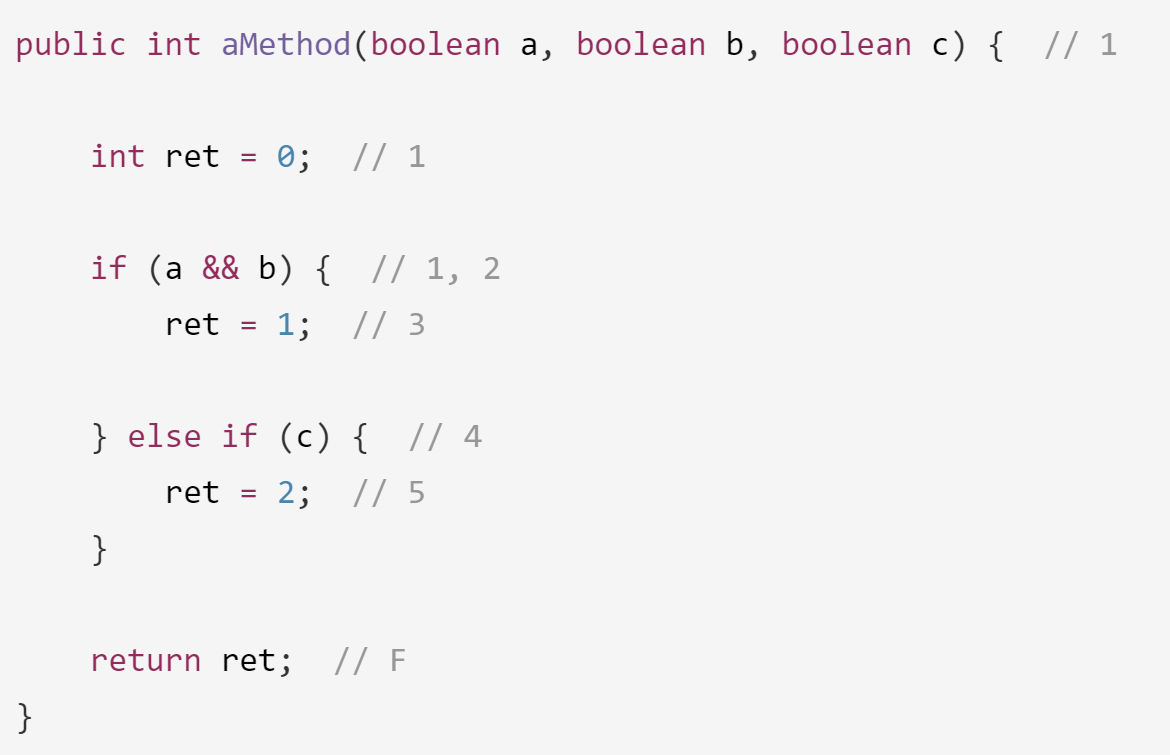 public int aMethod(boolean a, boolean b, boolean c) {  // 1
    int ret = 0;  // 1
    if (a && b) {  // 1, 2
        ret = 1;  // 3
    } else if (c) {  // 4
        ret = 2;  // 5
    }
    return ret;  // F
}